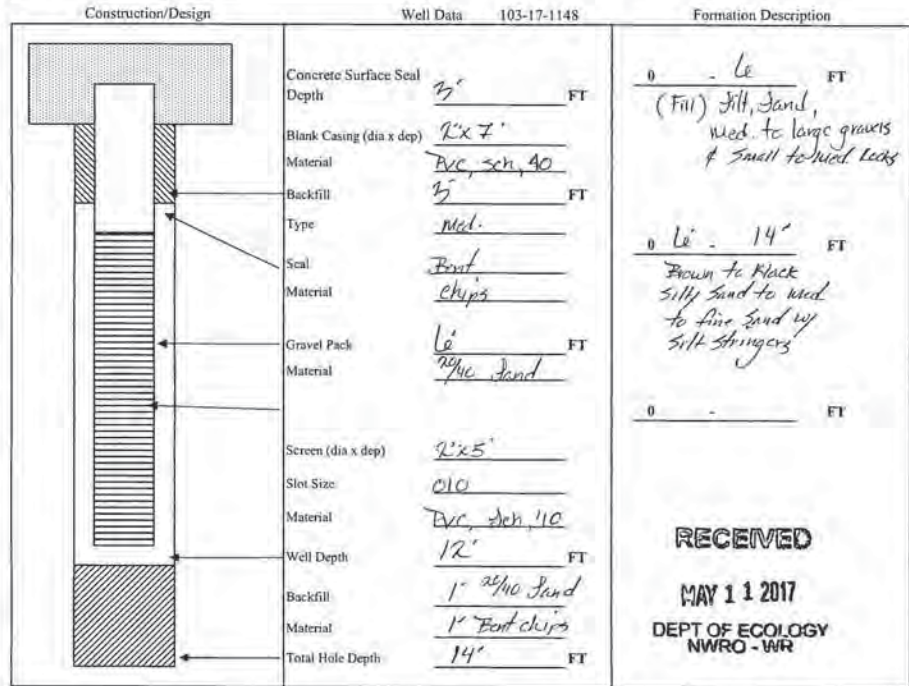 Construction/Design Well Data 103-17-1148 Formation Description
Concrete Surface Seal
Depth 3' FT
Blank Casing (dia x dep) 2"x 7'
Material PVC, sch, 40
Backfill 3' FT
Type Med.
Seal Bent
Material chips
Gravel Pack 6' FT
Material 20/40 Sand
Screen (dia x dep) 2"x5'
Slot Size 010
Material PVC, Sch, 40
Well Depth 12' FT
Backfill 1' 20/40 Sand
Material 1' Bent chips
Total Hole Depth 14' FT
0 - 6' FT
(Fill) Silt, Sand,
med. to large gravels
& Small to med
0 6' - 14' FT
Brown to Black
Silty Sand to med
to fine Sand w/
Silt Stringers
0 - FT
RECEIVED
MAY 11 2017
DEPT OF ECOLOGY
NWRO - WR